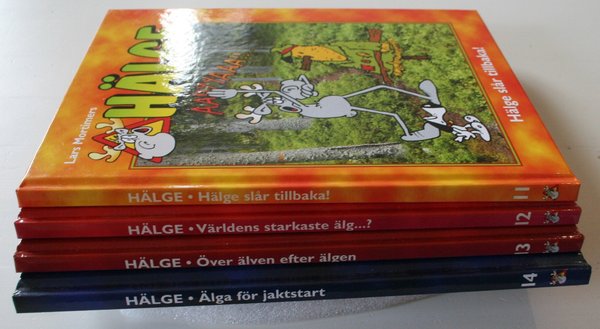 Lars Mortimers
HÄLGE
Hälge slår tillbaka!
HÄLGE • Hälge slår tillbaka! 11
HÄLGE • Världens starkaste älg...? 12
HÄLGE • Över älven efter älgen 13
HÄLGE • Älga för jaktstart 14